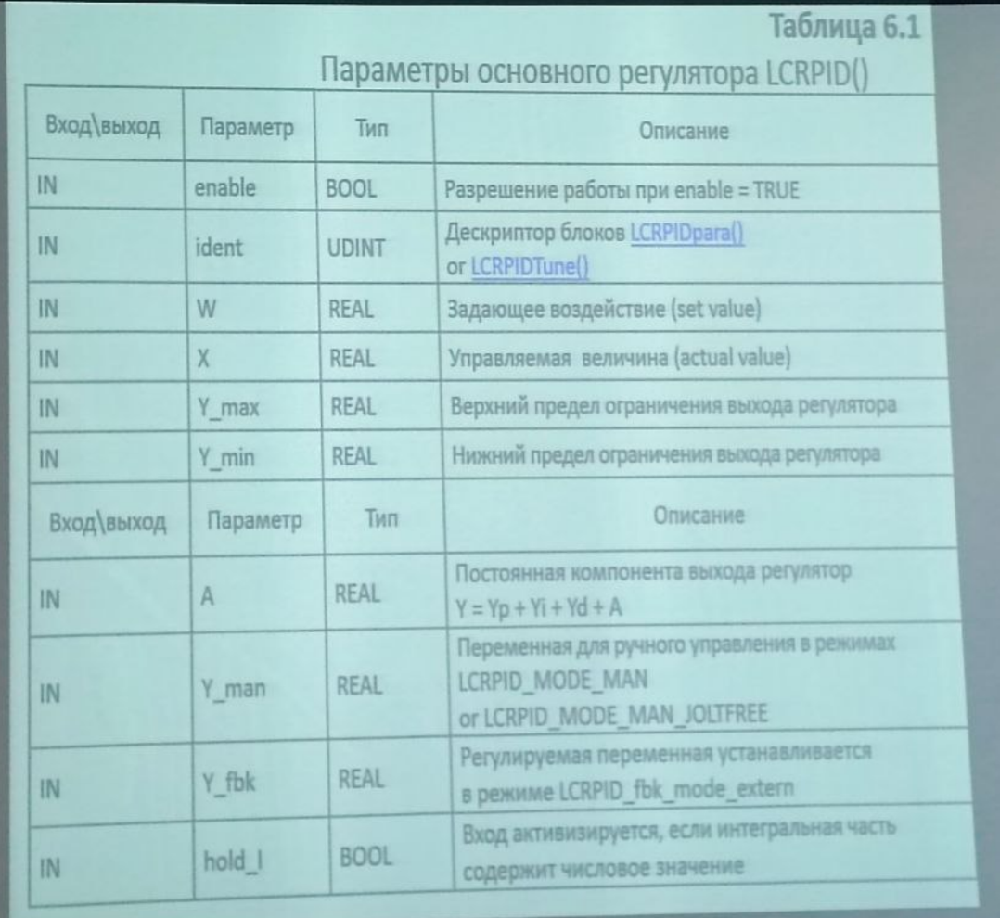 Таблица 6.1
Параметры основного регулятора LCRPID()
Вход\выход Параметр Тип Описание
IN enable BOOL Разрешение работы при enable = TRUE
IN ident UDINT Дескриптор блоков LCRPIDpara()
or LCRPIDTune()
IN W REAL Задающее воздействие (set value)
IN X REAL Управляемая величина (actual value)
IN Y_max REAL Верхний предел ограничения выхода регулятора
IN Y_min REAL Нижний предел ограничения выхода регулятора
Вход\выход Параметр Тип Описание
IN A REAL Постоянная компонента выхода регулятор
Y = Yp + Yi + Yd + A
IN Y_man REAL Переменная для ручного управления в режимах
LCRPID_MODE_MAN
or LCRPID_MODE_MAN_JOLTFREE
IN Y_fbk REAL Регулируемая переменная устанавливается
в режиме LCRPID_fbk_mode_extern
IN hold_I BOOL Вход активизируется, если интегральная часть
содержит числовое значение